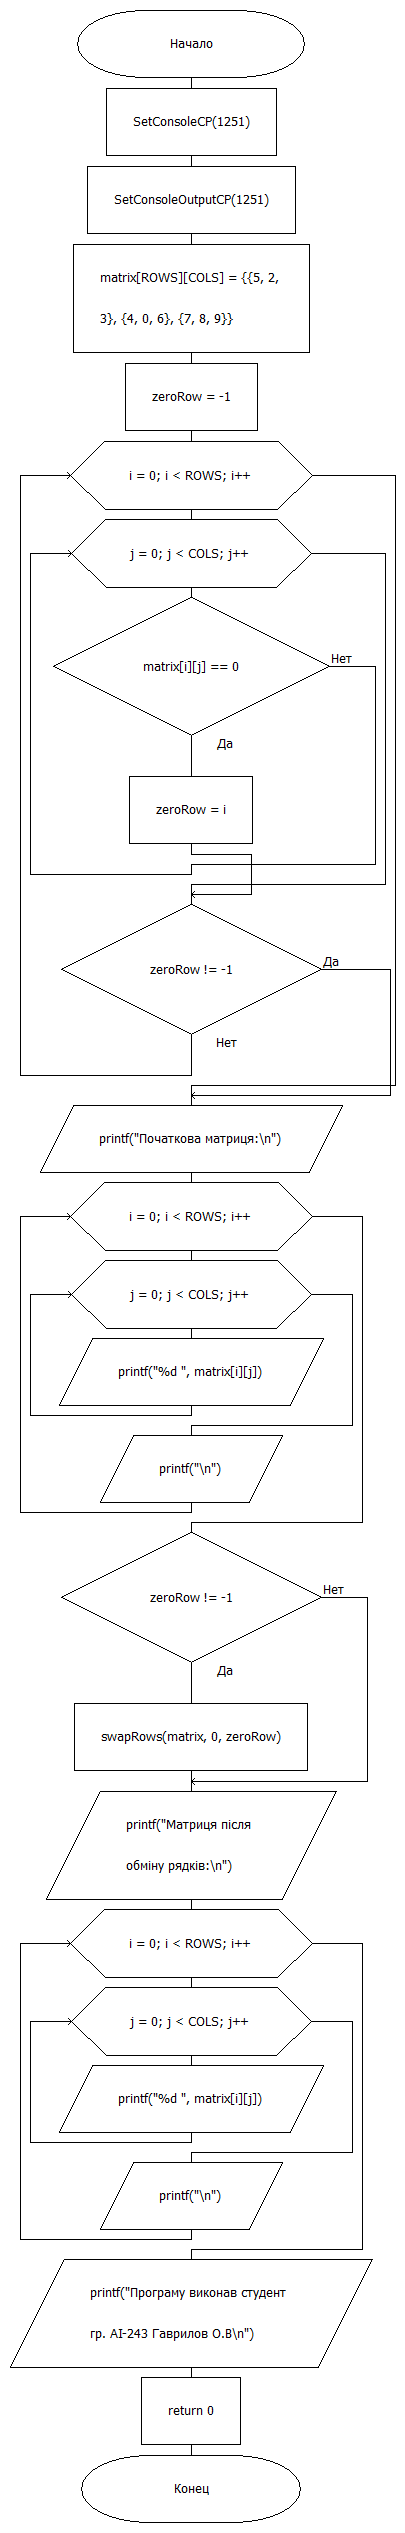 Начало
SetConsoleCP(1251)
SetConsoleOutputCP(1251)
matrix[ROWS][COLS] = {{5, 2,
3}, {4, 0, 6}, {7, 8, 9}}
zeroRow = -1
i = 0; i < ROWS; i++
j = 0; j < COLS; j++
matrix[i][j] == 0
Нет
Да
zeroRow = i
zeroRow != -1
Да
Нет
printf("Початкова матриця:\n")
i = 0; i < ROWS; i++
j = 0; j < COLS; j++
printf("%d ", matrix[i][j])
printf("\n")
zeroRow != -1
Нет
Да
swapRows(matrix, 0, zeroRow)
printf("Матриця після
обміну рядків:\n")
i = 0; i < ROWS; i++
j = 0; j < COLS; j++
printf("%d ", matrix[i][j])
printf("\n")
printf("Програму виконав студент
гр. АІ-243 Гаврилов О.В\n")
return 0
Конец